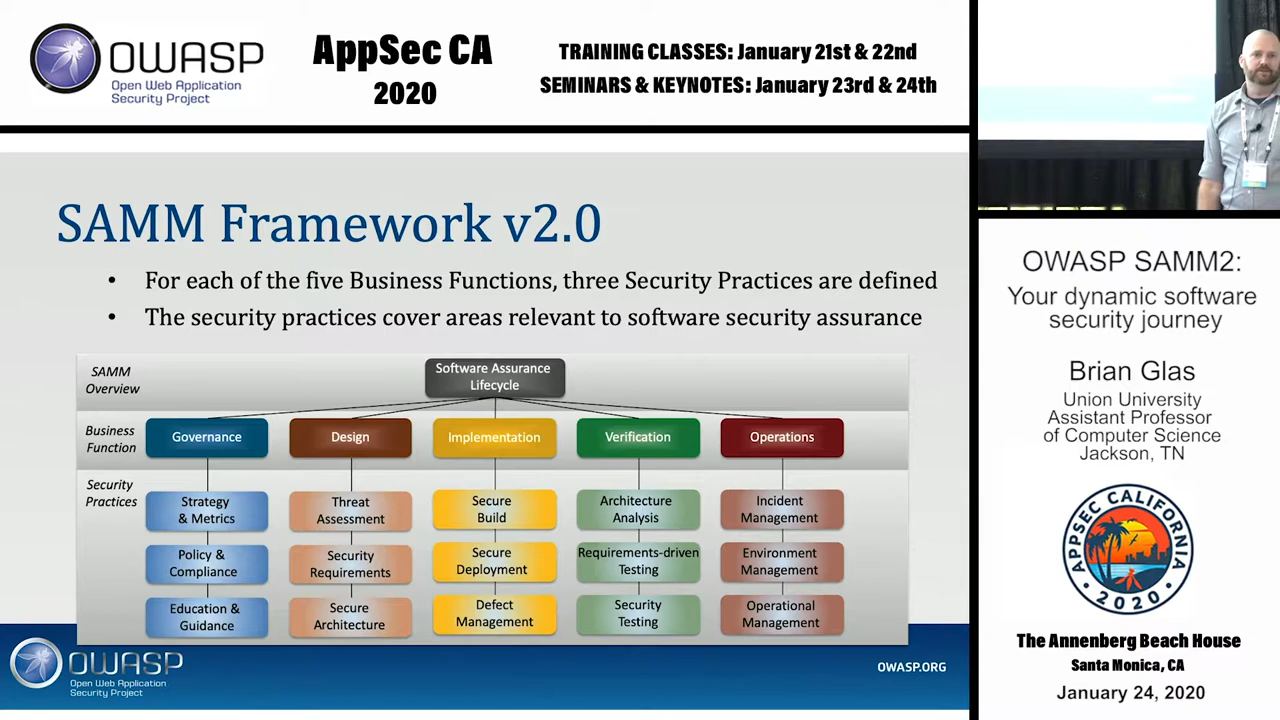 OWASP
Open Web Application
Security Project
AppSec CA
2020
TRAINING CLASSES: January 21st & 22nd
SEMINARS & KEYNOTES: January 23rd & 24th
SAMM Framework v2.0
• For each of the five Business Functions, three Security Practices are defined
• The security practices cover areas relevant to software security assurance
SAMM
Overview
Software Assurance
Lifecycle
Business
Function
Governance
Design
Implementation
Verification
Operations
Security
Practices
Strategy
& Metrics
Threat
Assessment
Secure
Build
Architecture
Analysis
Incident
Management
Policy &
Compliance
Security
Requirements
Secure
Deployment
Requirements-driven
Testing
Environment
Management
Education &
Guidance
Secure
Architecture
Defect
Management
Security
Testing
Operational
Management
OWASP
Open Web Application
Security Project
OWASP.ORG
OWASP SAMM2:
Your dynamic software
security journey
Brian Glas
Union University
Assistant Professor
of Computer Science
Jackson, TN
APPSEC CALIFORNIA
2020
The Annenberg Beach House
Santa Monica, CA
January 24, 2020